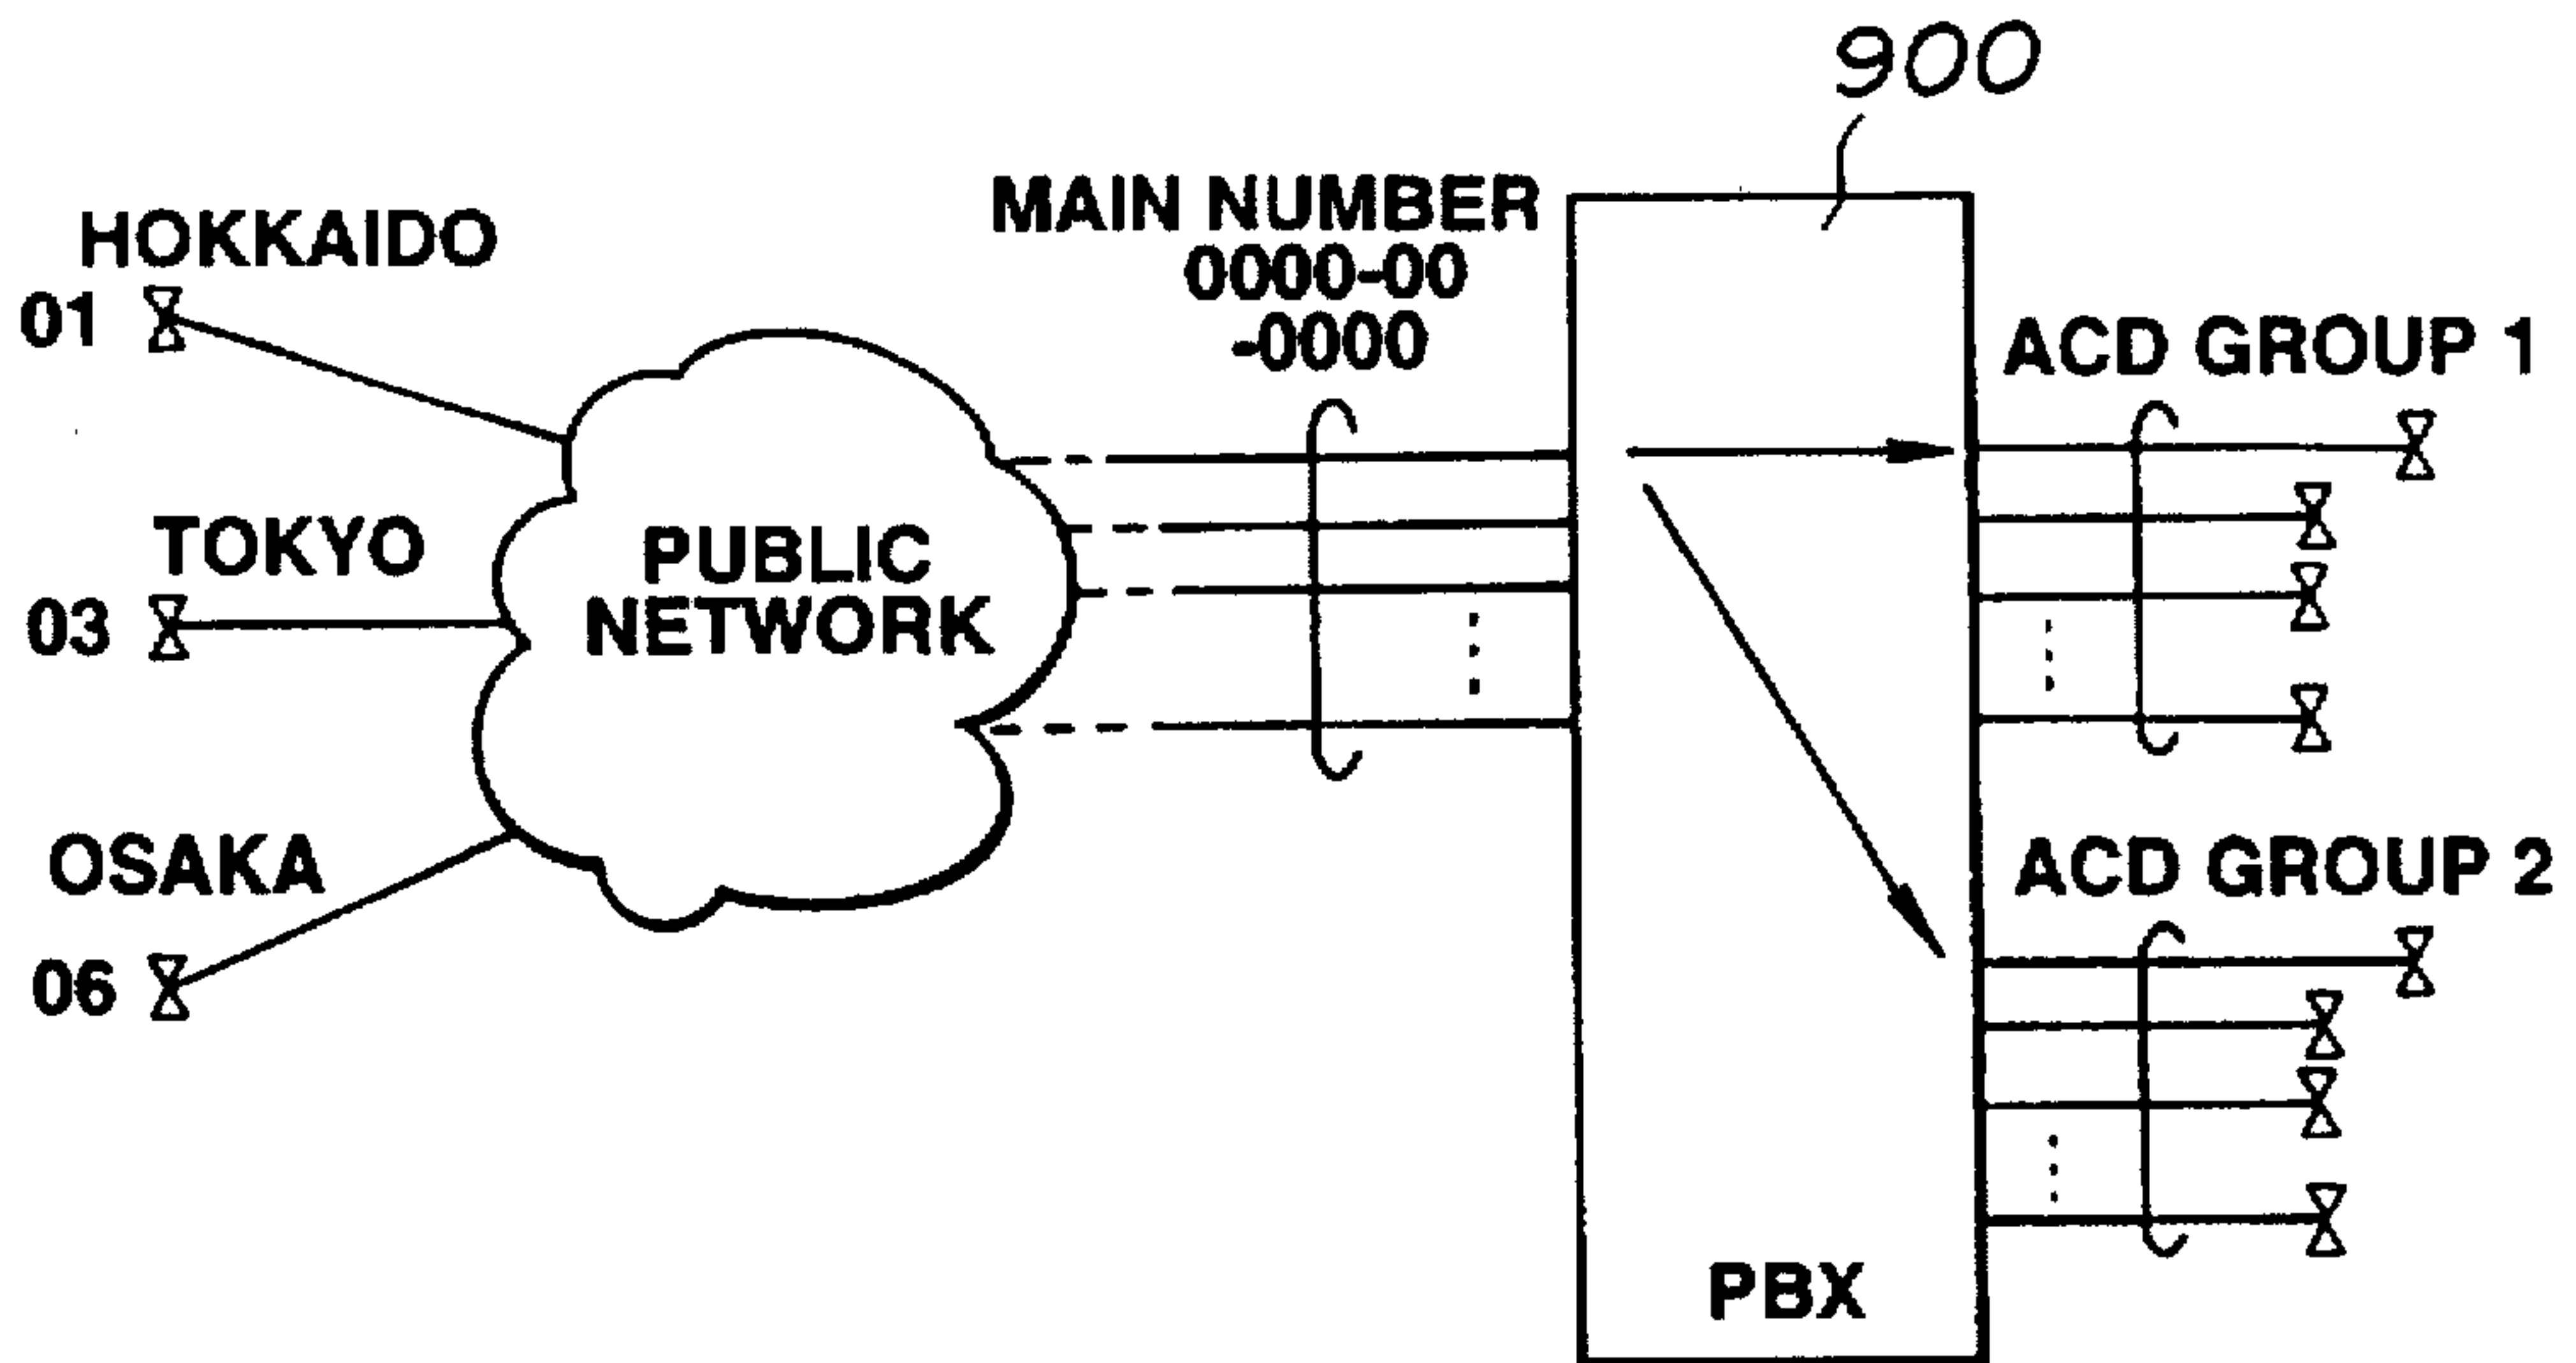 900
MAIN NUMBER
0000-00
-0000
HOKKAIDO
01
TOKYO
03
OSAKA
06
PUBLIC
NETWORK
ACD GROUP 1
ACD GROUP 2
PBX